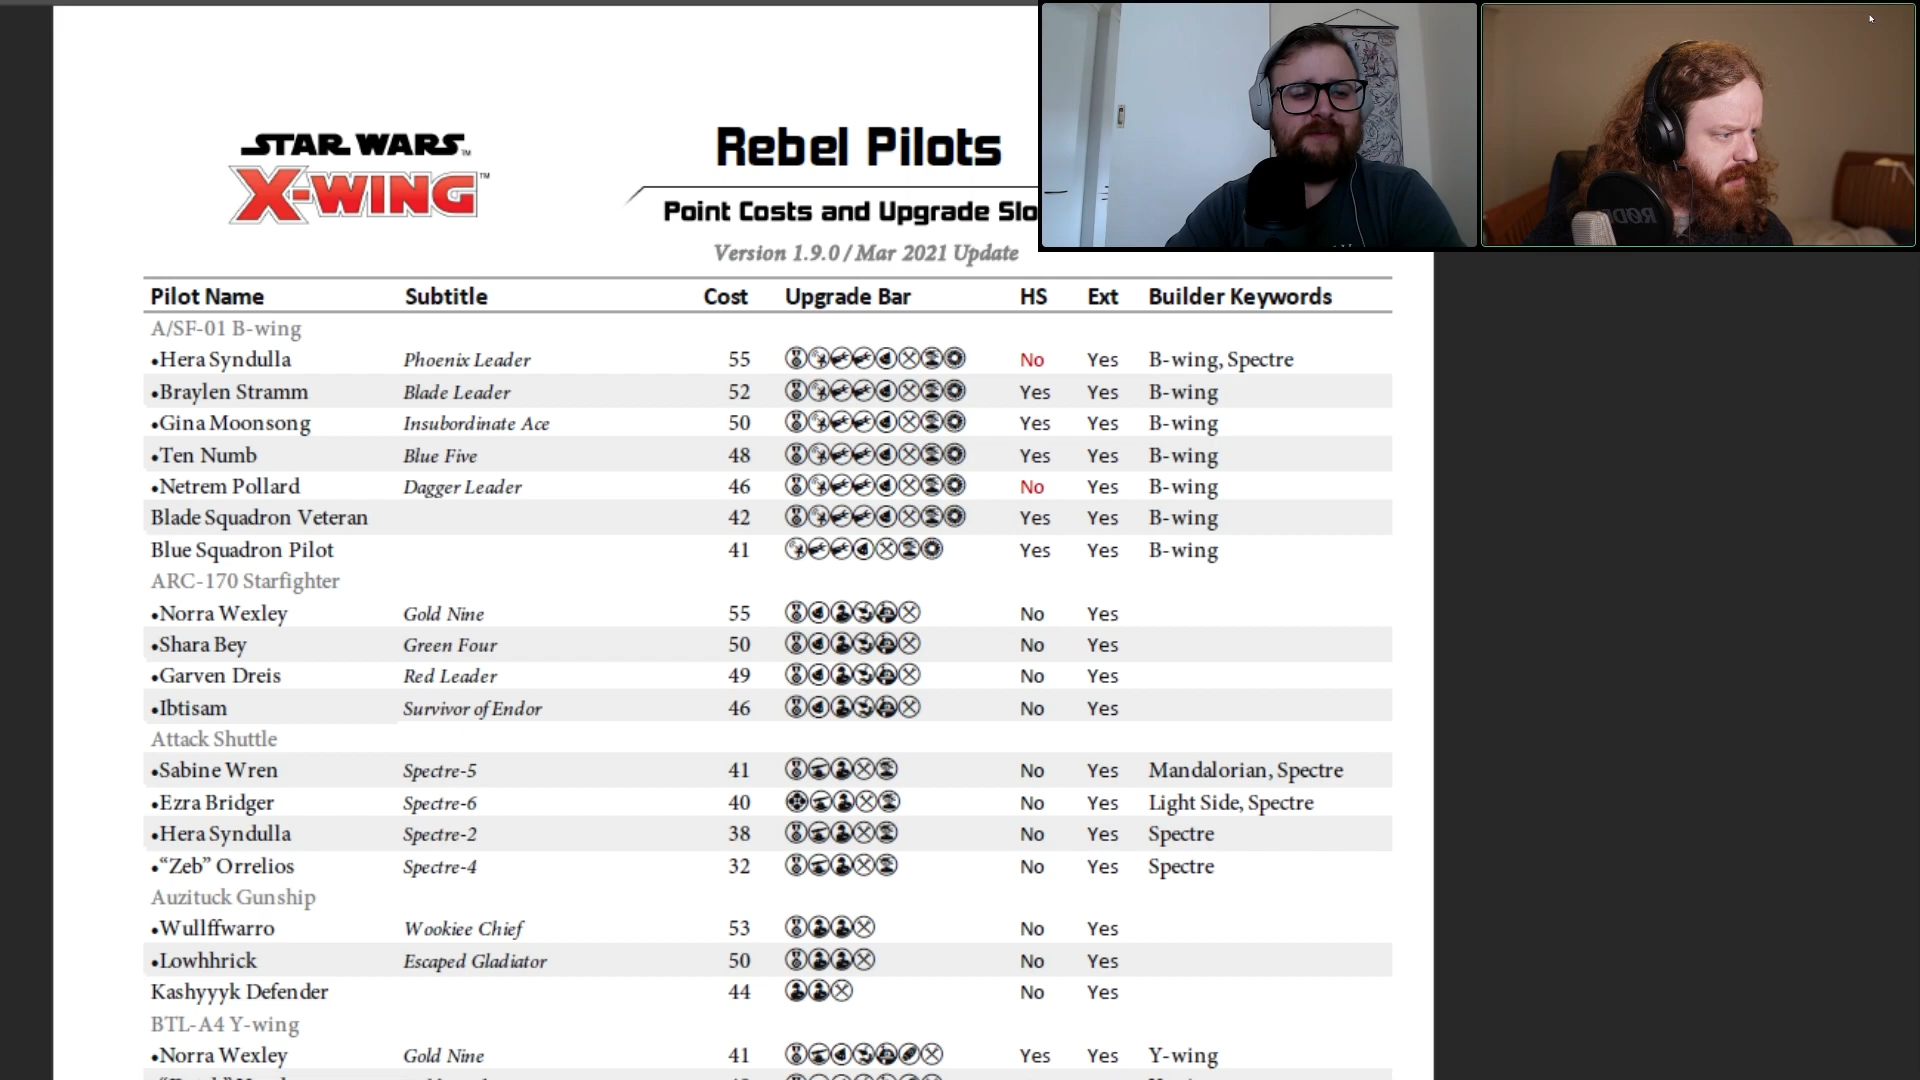 STAR WARS™
X-WING™
Rebel Pilots
Point Costs and Upgrade Slo
Version 1.9.0 / Mar 2021 Update
Pilot Name Subtitle Cost Upgrade Bar HS Ext Builder Keywords
A/SF-01 B-wing
•Hera Syndulla Phoenix Leader 55 No Yes B-wing, Spectre
•Braylen Stramm Blade Leader 52 Yes Yes B-wing
•Gina Moonsong Insubordinate Ace 50 Yes Yes B-wing
•Ten Numb Blue Five 48 Yes Yes B-wing
•Netrem Pollard Dagger Leader 46 No Yes B-wing
Blade Squadron Veteran 42 Yes Yes B-wing
Blue Squadron Pilot 41 Yes Yes B-wing
ARC-170 Starfighter
•Norra Wexley Gold Nine 55 No Yes
•Shara Bey Green Four 50 No Yes
•Garven Dreis Red Leader 49 No Yes
•Ibtisam Survivor of Endor 46 No Yes
Attack Shuttle
•Sabine Wren Spectre-5 41 No Yes Mandalorian, Spectre
•Ezra Bridger Spectre-6 40 No Yes Light Side, Spectre
•Hera Syndulla Spectre-2 38 No Yes Spectre
•“Zeb” Orrelios Spectre-4 32 No Yes Spectre
Auzituck Gunship
•Wullffwarro Wookiee Chief 53 No Yes
•Lowhhrick Escaped Gladiator 50 No Yes
Kashyyyk Defender 44 No Yes
BTL-A4 Y-wing
•Norra Wexley Gold Nine 41 Yes Yes Y-wing
RØDE